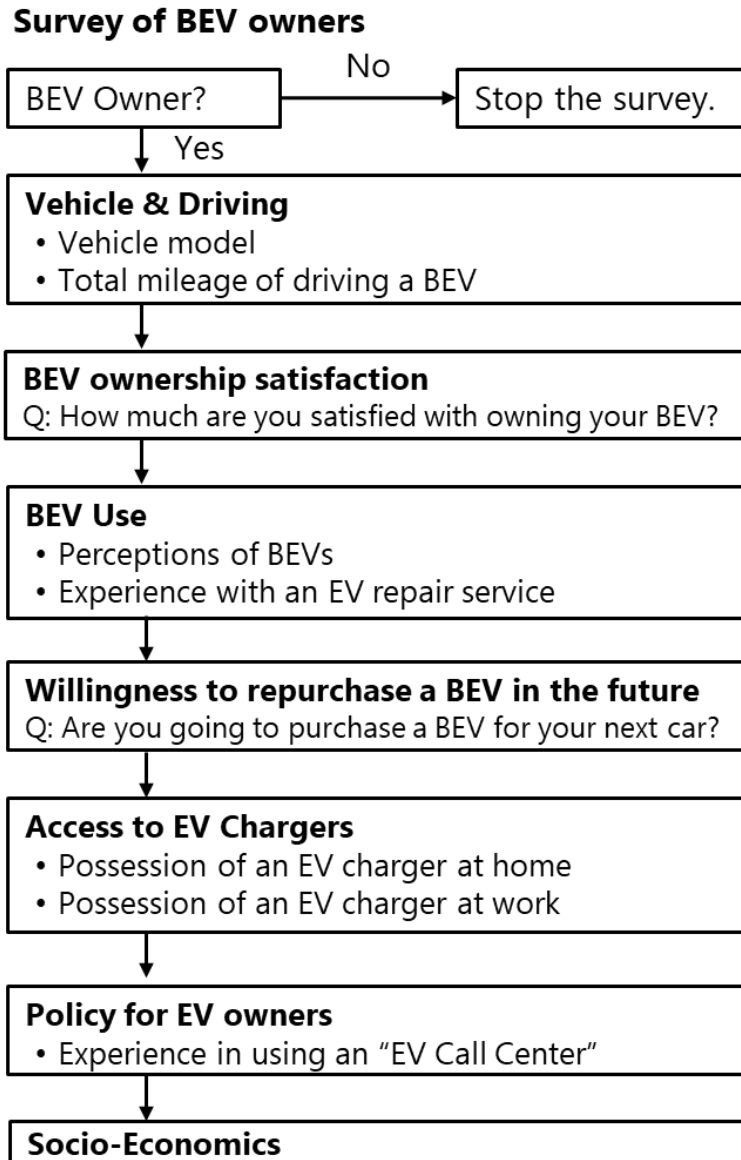 Survey of BEV owners
BEV Owner?
No
Stop the survey.
Yes
Vehicle & Driving
• Vehicle model
• Total mileage of driving a BEV
BEV ownership satisfaction
Q: How much are you satisfied with owning your BEV?
BEV Use
• Perceptions of BEVs
• Experience with an EV repair service
Willingness to repurchase a BEV in the future
Q: Are you going to purchase a BEV for your next car?
Access to EV Chargers
• Possession of an EV charger at home
• Possession of an EV charger at work
Policy for EV owners
• Experience in using an “EV Call Center”
Socio-Economics